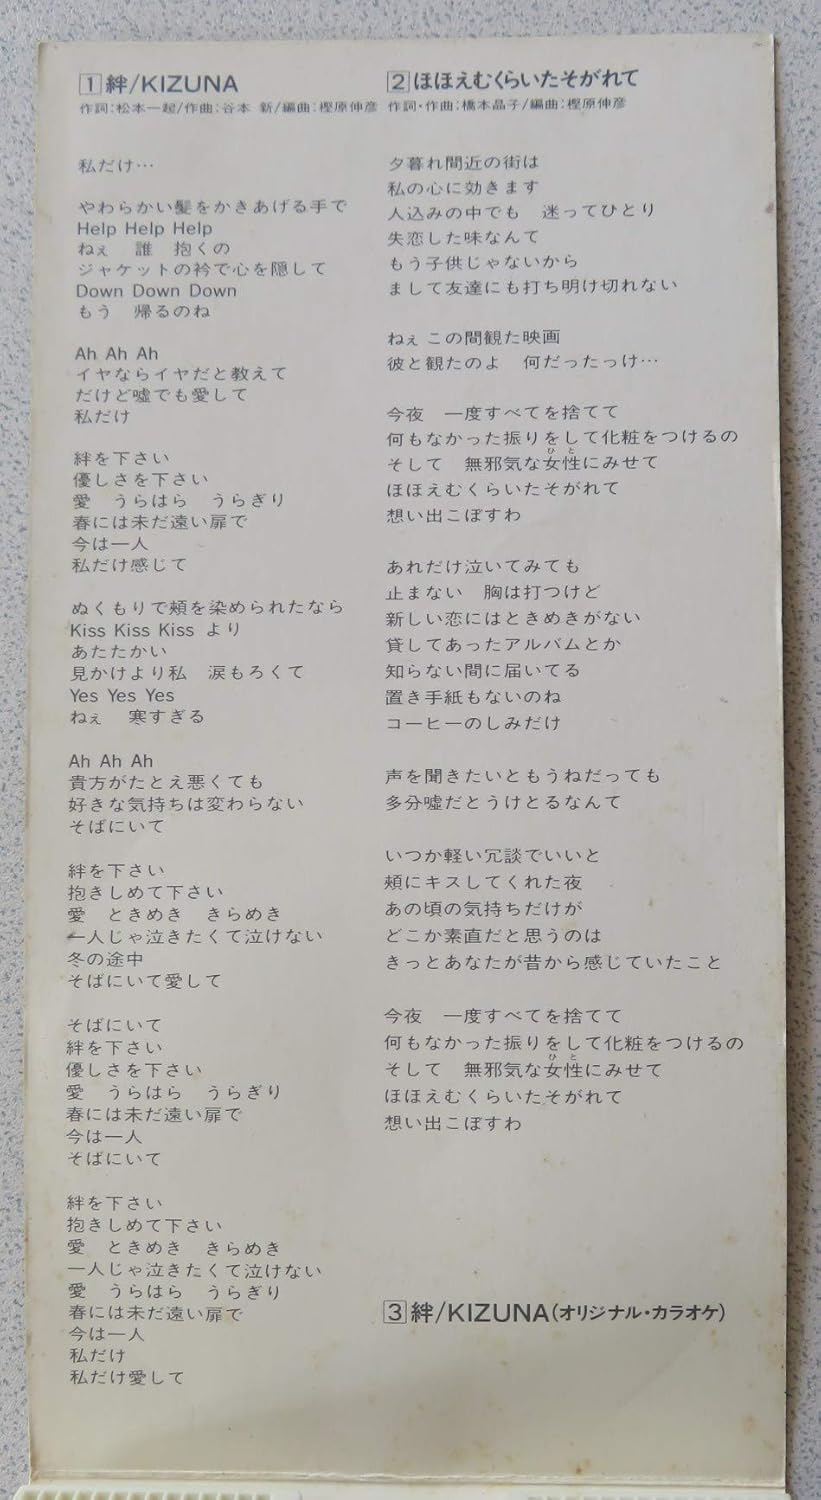 1 絆/KIZUNA
作詞:松本一起/作曲:谷本 新/編曲:樫原伸彦
私だけ…
やわらかい髪をかきあげる手で
Help Help Help
ねぇ 誰 抱くの
ジャケットの衿で心を隠して
Down Down Down
もう 帰るのね
Ah Ah Ah
イヤならイヤだと教えて
だけど嘘でも愛して
私だけ
絆を下さい
優しさを下さい
愛 うらはら うらぎり
春には未だ遠い扉で
今は一人
私だけ感じて
ぬくもりで頬を染められたなら
Kiss Kiss Kiss より
あたたかい
見かけより私 涙もろくて
Yes Yes Yes
ねぇ 寒すぎる
Ah Ah Ah
貴方がたとえ悪くても
好きな気持ちは変わらない
そばにいて
絆を下さい
抱きしめて下さい
愛 ときめき きらめき
一人じゃ泣きたくて泣けない
冬の途中
そばにいて愛して
そばにいて
絆を下さい
優しさを下さい
愛 うらはら うらぎり
春には未だ遠い扉で
今は一人
そばにいて
絆を下さい
抱きしめて下さい
愛 ときめき きらめき
一人じゃ泣きたくて泣けない
愛 うらはら うらぎり
春には未だ遠い扉で
今は一人
私だけ
私だけ愛して
2 ほほえむくらいたそがれて
作詞・作曲:橋本晶子/編曲:樫原伸彦
夕暮れ間近の街は
私の心に効きます
人込みの中でも 迷ってひとり
失恋した味なんて
もう子供じゃないから
まして友達にも打ち明け切れない
ねぇ この間観た映画
彼と観たのよ 何だったっけ…
今夜 一度すべてを捨てて
何もなかった振りをして化粧をつけるの
そして 無邪気な女性にみせて
ほほえむくらいたそがれて
想い出こぼすわ
あれだけ泣いてみても
止まない 胸は打つけど
新しい恋にはときめきがない
貸してあったアルバムとか
知らない間に届いてる
置き手紙もないのね
コーヒーのしみだけ
声を聞きたいともうねだっても
多分嘘だとうけとるなんて
いつか軽い冗談でいいと
頬にキスしてくれた夜
あの頃の気持ちだけが
どこか素直だと思うのは
きっとあなたが昔から感じていたこと
今夜 一度すべてを捨てて
何もなかった振りをして化粧をつけるの
そして 無邪気な女性にみせて
ほほえむくらいたそがれて
想い出こぼすわ
3 絆/KIZUNA(オリジナル・カラオケ)